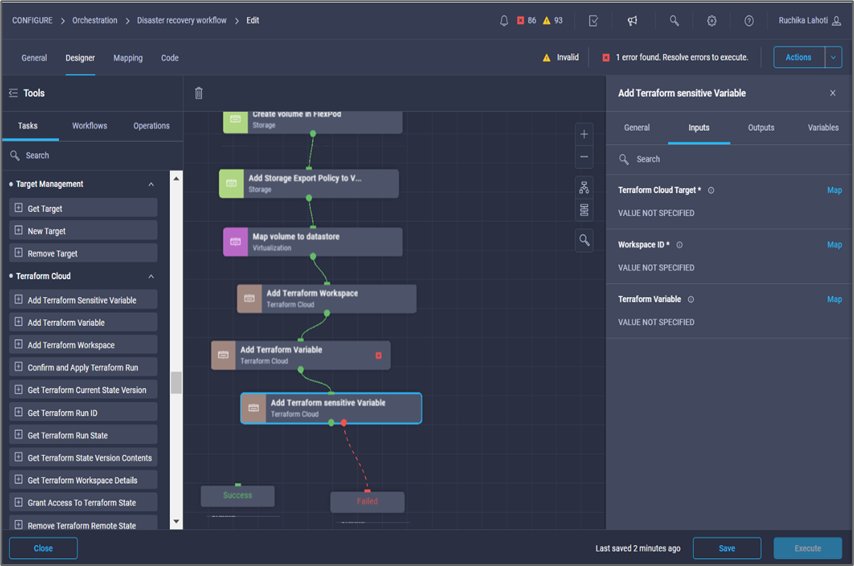 CONFIGURE > Orchestration > Disaster recovery workflow > Edit
86 93
Ruchika Lahoti
General Designer Mapping Code
Invalid
1 error found. Resolve errors to execute.
Actions
Tools
Tasks Workflows Operations
Search
Target Management
Get Target
New Target
Remove Target
Terraform Cloud
Add Terraform Sensitive Variable
Add Terraform Variable
Add Terraform Workspace
Confirm and Apply Terraform Run
Get Terraform Current State Version
Get Terraform Run ID
Get Terraform Run State
Get Terraform State Version Contents
Get Terraform Workspace Details
Grant Access To Terraform State
Remove Terraform Remote State
Create volume in FlexPod
Storage
Add Storage Export Policy to V...
Storage
Map volume to datastore
Virtualization
Add Terraform Workspace
Terraform Cloud
Add Terraform Variable
Terraform Cloud
Add Terraform sensitive Variable
Terraform Cloud
Success
Failed
Add Terraform sensitive Variable
General Inputs Outputs Variables
Search
Terraform Cloud Target * Map
VALUE NOT SPECIFIED
Workspace ID * Map
VALUE NOT SPECIFIED
Terraform Variable Map
VALUE NOT SPECIFIED
Close
Last saved 2 minutes ago
Save
Execute